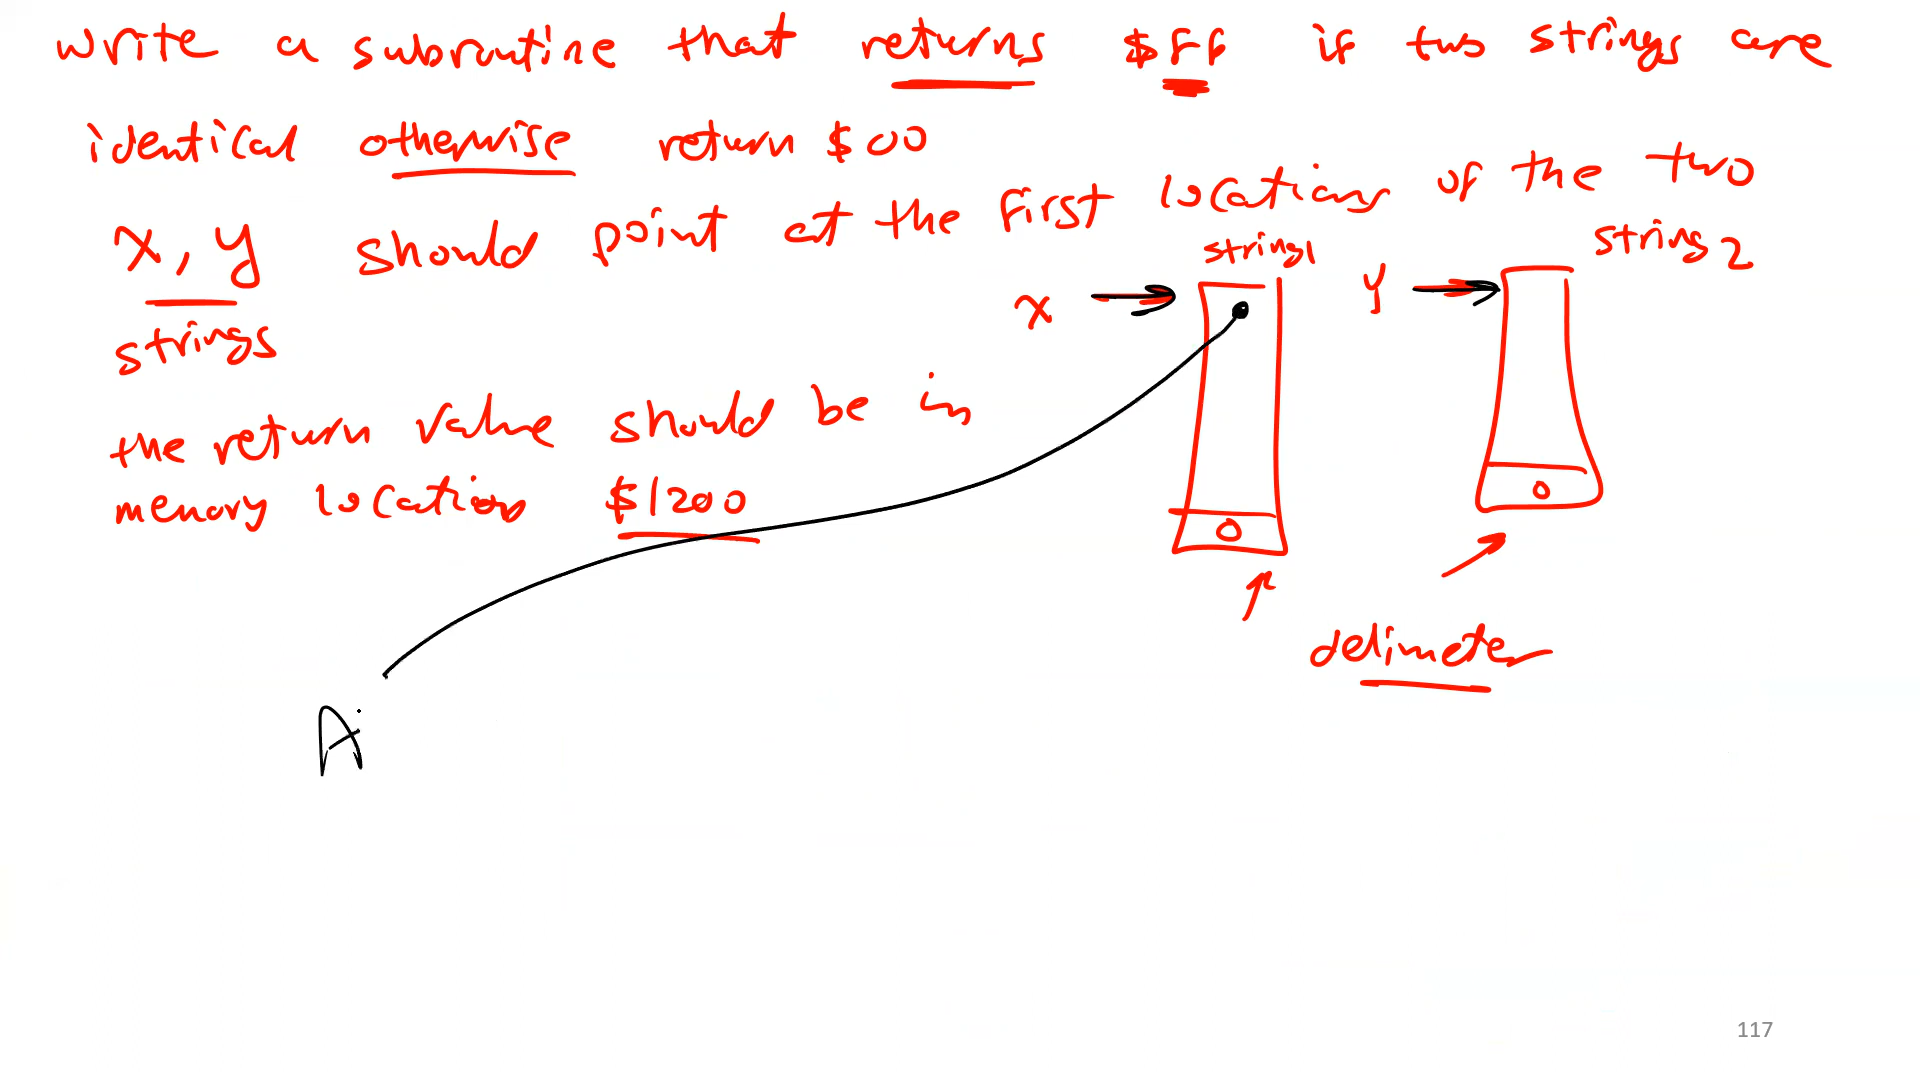 write a subroutine that returns $FF if two strings are
identical otherwise return $00
x, y should point at the first locations of the two
strings
string1
string2
x
y
the return value should be in
memory location $1200
0
0
delimeter
A
117